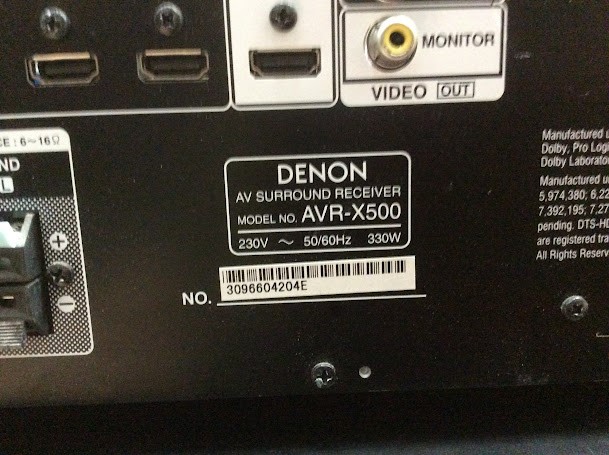 MONITOR
VIDEO OUT
CE : 6~16Ω
ND
L
DENON
AV SURROUND RECEIVER
MODEL NO. AVR-X500
230V ~ 50/60Hz 330W
NO. 3096604204E
+
−
Manufactured u
Dolby, Pro Logi
Dolby Laborator
Manufactured u
5,974,380; 6,22
7,392,195; 7,27
pending. DTS-HD
are registered tra
All Rights Reserv